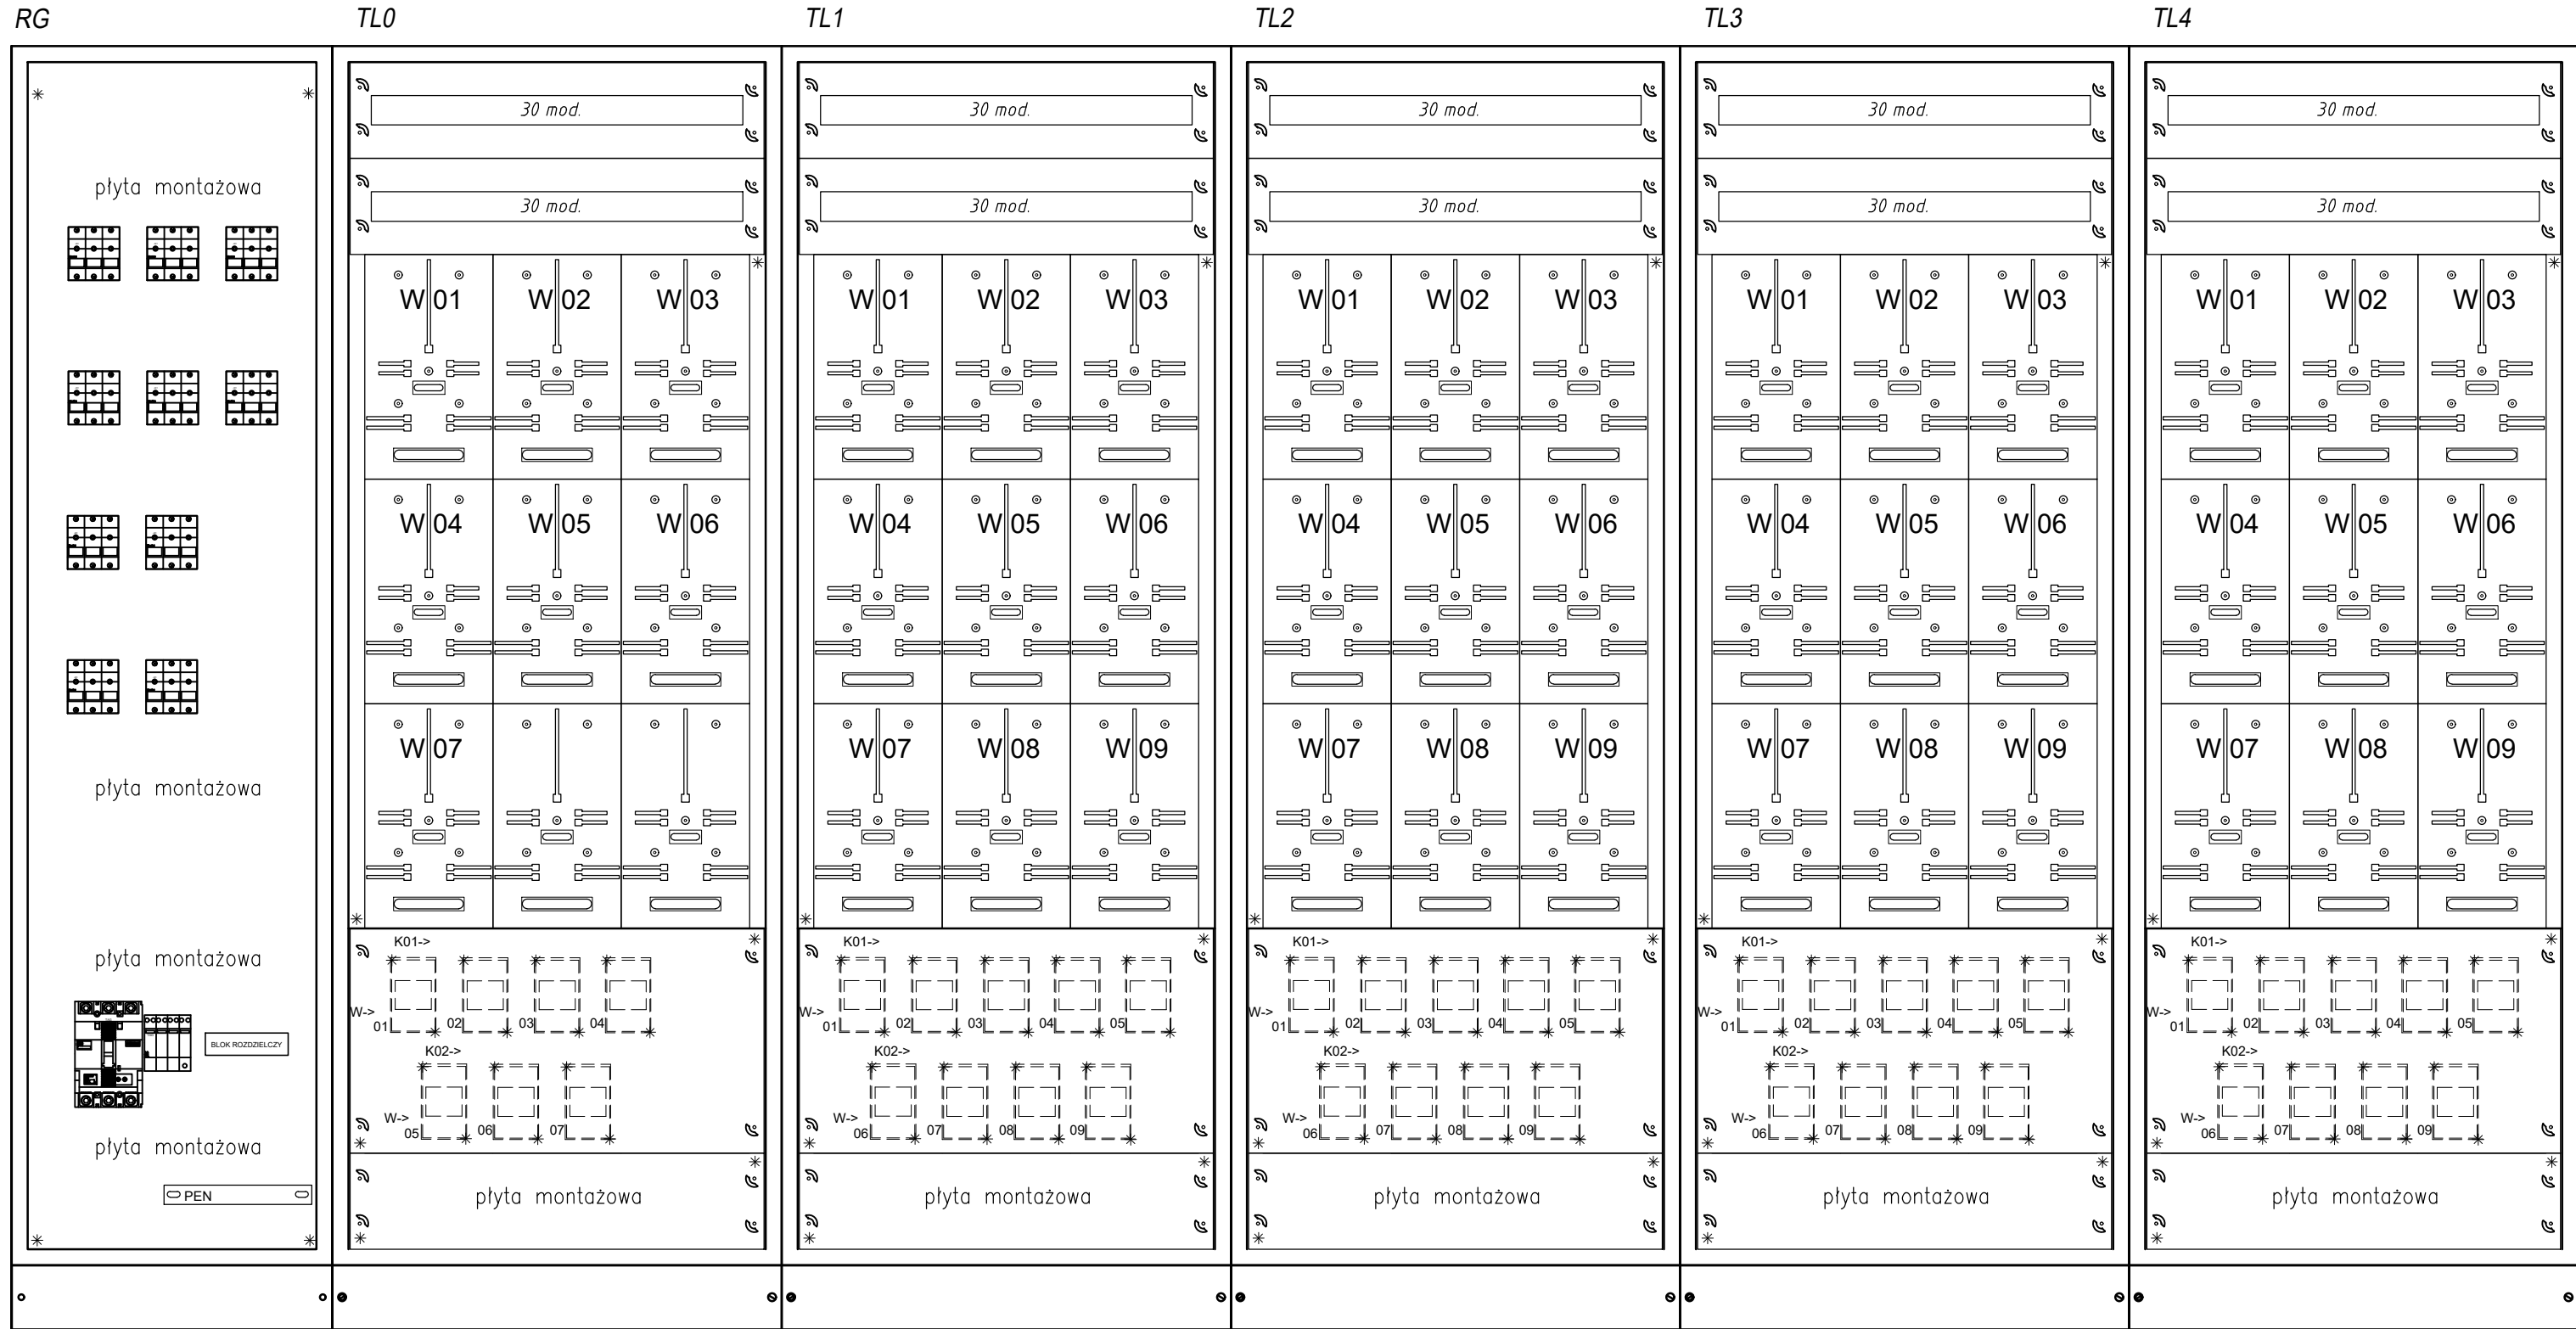 RG TL0 TL1 TL2 TL3 TL4
30 mod. 30 mod. 30 mod. 30 mod. 30 mod.
płyta montażowa
30 mod. 30 mod. 30 mod. 30 mod. 30 mod.
W 01 W 02 W 03 W 01 W 02 W 03 W 01 W 02 W 03 W 01 W 02 W 03 W 01 W 02 W 03
W 04 W 05 W 06 W 04 W 05 W 06 W 04 W 05 W 06 W 04 W 05 W 06 W 04 W 05 W 06
W 07 W 07 W 08 W 09 W 07 W 08 W 09 W 07 W 08 W 09 W 07 W 08 W 09
płyta montażowa
K01-> K01-> K01-> K01-> K01->
płyta montażowa
W-> W-> W-> W-> W->
01 02 03 04 01 02 03 04 05 01 02 03 04 05 01 02 03 04 05 01 02 03 04 05
BLOK ROZDZIELCZY
K02-> K02-> K02-> K02-> K02->
W-> W-> W-> W-> W->
05 06 07 06 07 08 09 06 07 08 09 06 07 08 09 06 07 08 09
płyta montażowa
PEN
płyta montażowa płyta montażowa płyta montażowa płyta montażowa płyta montażowa